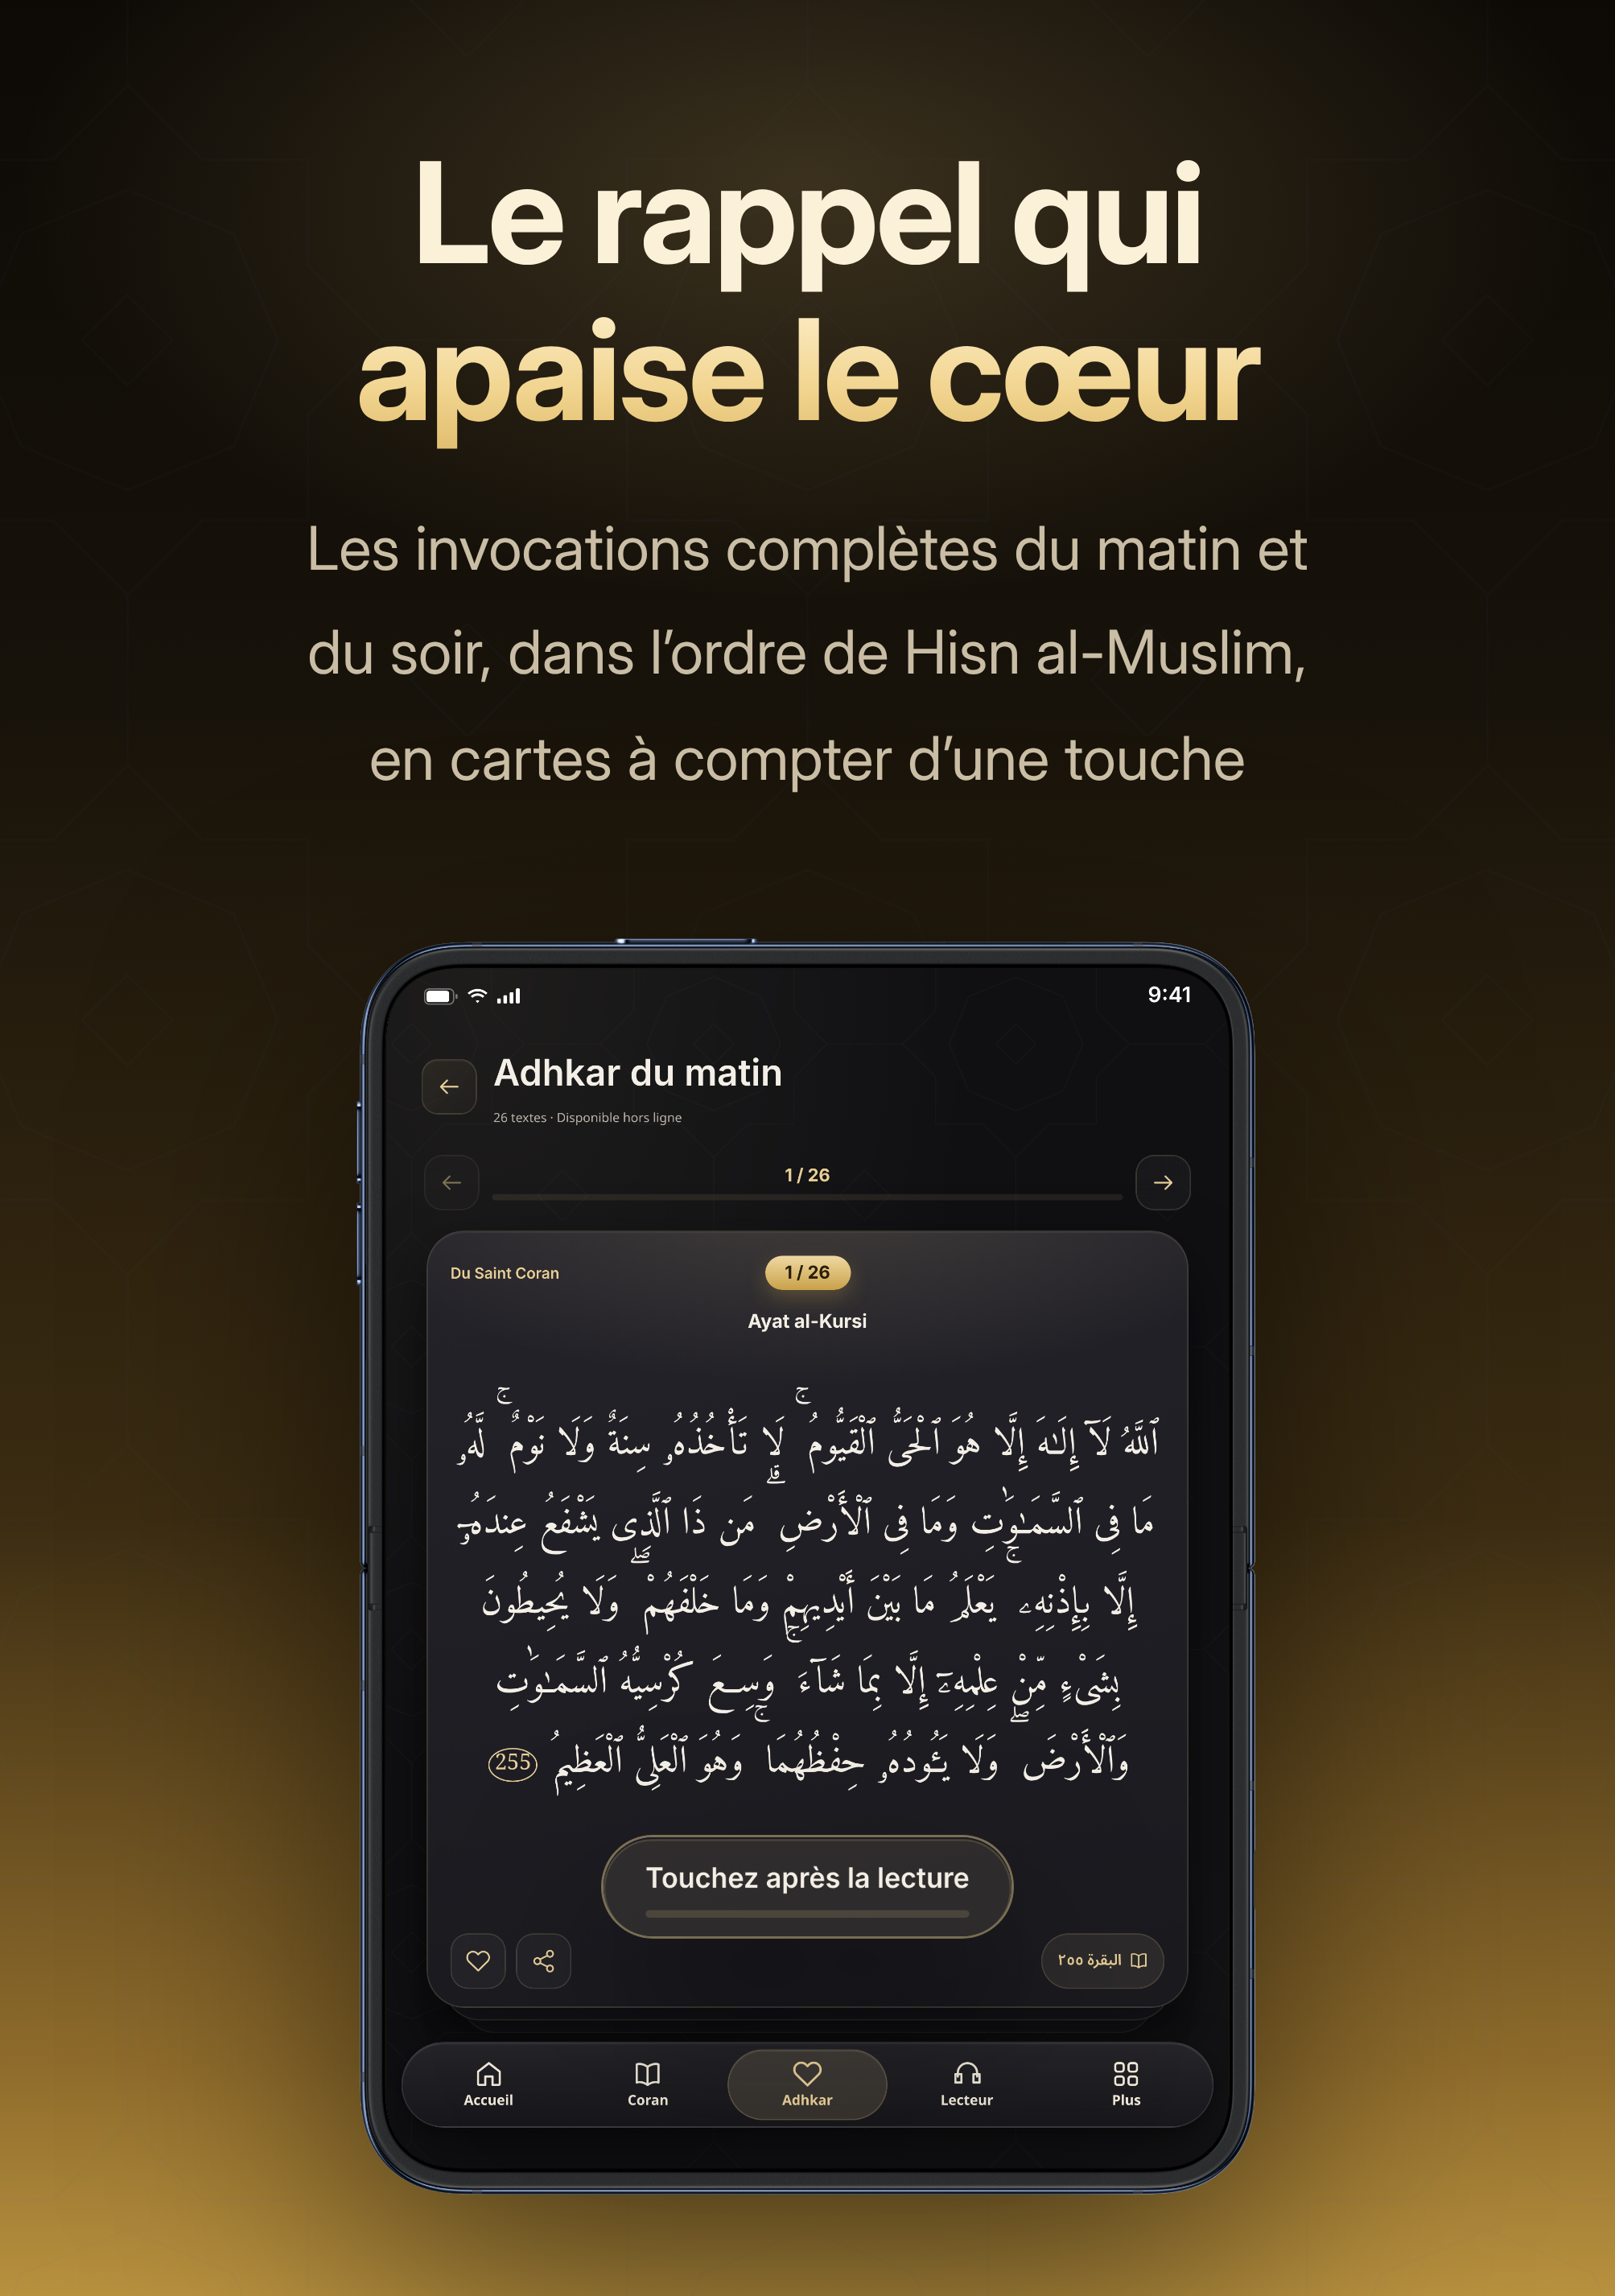 Le rappel qui
apaise le cœur
Les invocations complètes du matin et
du soir, dans l’ordre de Hisn al-Muslim,
en cartes à compter d’une touche
9:41
Adhkar du matin
26 textes · Disponible hors ligne
1 / 26
Du Saint Coran
1 / 26
Ayat al-Kursi
ٱللَّهُ لَآ إِلَـٰهَ إِلَّا هُوَ ٱلْحَىُّ ٱلْقَيُّومُ ۚ لَا تَأْخُذُهُۥ سِنَةٌ وَلَا نَوْمٌ ۚ لَّهُۥ
مَا فِى ٱلسَّمَـٰوَٰتِ وَمَا فِى ٱلْأَرْضِ ۗ مَن ذَا ٱلَّذِى يَشْفَعُ عِندَهُۥٓ
إِلَّا بِإِذْنِهِۦ ۚ يَعْلَمُ مَا بَيْنَ أَيْدِيهِمْ وَمَا خَلْفَهُمْ ۖ وَلَا يُحِيطُونَ
بِشَىْءٍ مِّنْ عِلْمِهِۦٓ إِلَّا بِمَا شَآءَ ۚ وَسِعَ كُرْسِيُّهُ ٱلسَّمَـٰوَٰتِ
وَٱلْأَرْضَ ۖ وَلَا يَـُٔودُهُۥ حِفْظُهُمَا ۚ وَهُوَ ٱلْعَلِىُّ ٱلْعَظِيمُ 255
Touchez après la lecture
البقرة ٢٥٥
Accueil
Coran
Adhkar
Lecteur
Plus